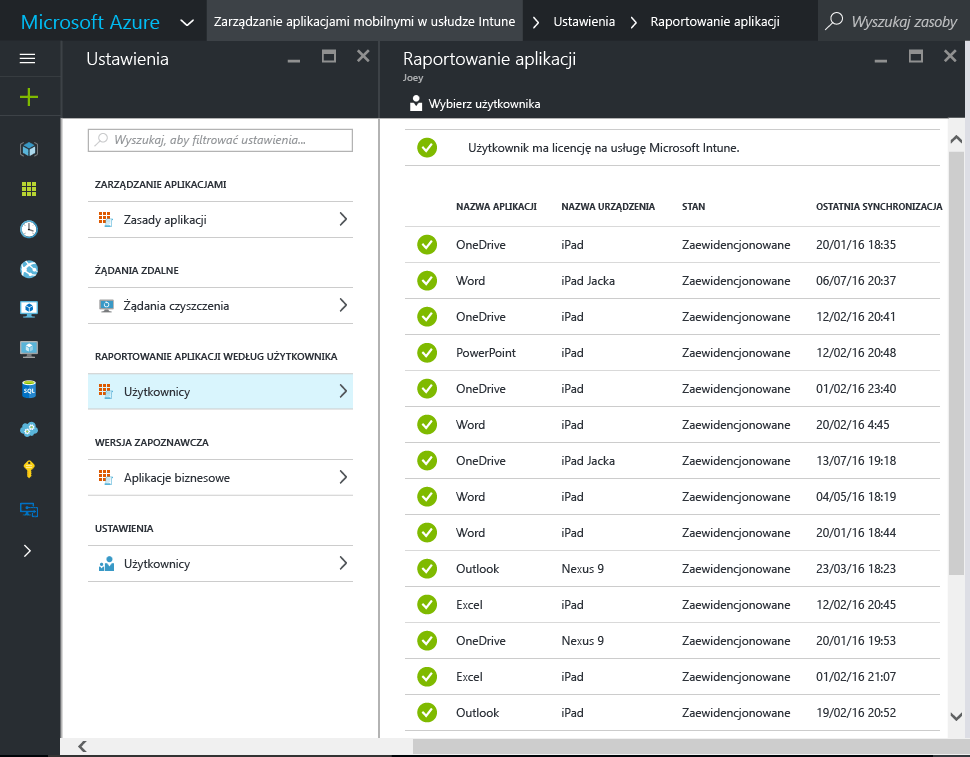 Microsoft Azure
Zarządzanie aplikacjami mobilnymi w usłudze Intune
Ustawienia
Raportowanie aplikacji
Wyszukaj zasoby
Ustawienia
Wyszukaj, aby filtrować ustawienia...
ZARZĄDZANIE APLIKACJAMI
Zasady aplikacji
ŻĄDANIA ZDALNE
Żądania czyszczenia
RAPORTOWANIE APLIKACJI WEDŁUG UŻYTKOWNIKA
Użytkownicy
WERSJA ZAPOZNAWCZA
Aplikacje biznesowe
USTAWIENIA
Użytkownicy
SQL
Raportowanie aplikacji
Joey
Wybierz użytkownika
Użytkownik ma licencję na usługę Microsoft Intune.
NAZWA APLIKACJI NAZWA URZĄDZENIA STAN OSTATNIA SYNCHRONIZACJA
OneDrive iPad Zaewidencjonowane 20/01/16 18:35
Word iPad Jacka Zaewidencjonowane 06/07/16 20:37
OneDrive iPad Zaewidencjonowane 12/02/16 20:41
PowerPoint iPad Zaewidencjonowane 12/02/16 20:48
OneDrive iPad Zaewidencjonowane 01/02/16 23:40
Word iPad Zaewidencjonowane 20/02/16 4:45
OneDrive iPad Jacka Zaewidencjonowane 13/07/16 19:18
Word iPad Zaewidencjonowane 04/05/16 18:19
Word iPad Zaewidencjonowane 20/01/16 18:44
Outlook Nexus 9 Zaewidencjonowane 23/03/16 18:23
Excel iPad Zaewidencjonowane 12/02/16 20:45
OneDrive Nexus 9 Zaewidencjonowane 20/01/16 19:53
Excel iPad Zaewidencjonowane 01/02/16 21:07
Outlook iPad Zaewidencjonowane 19/02/16 20:52